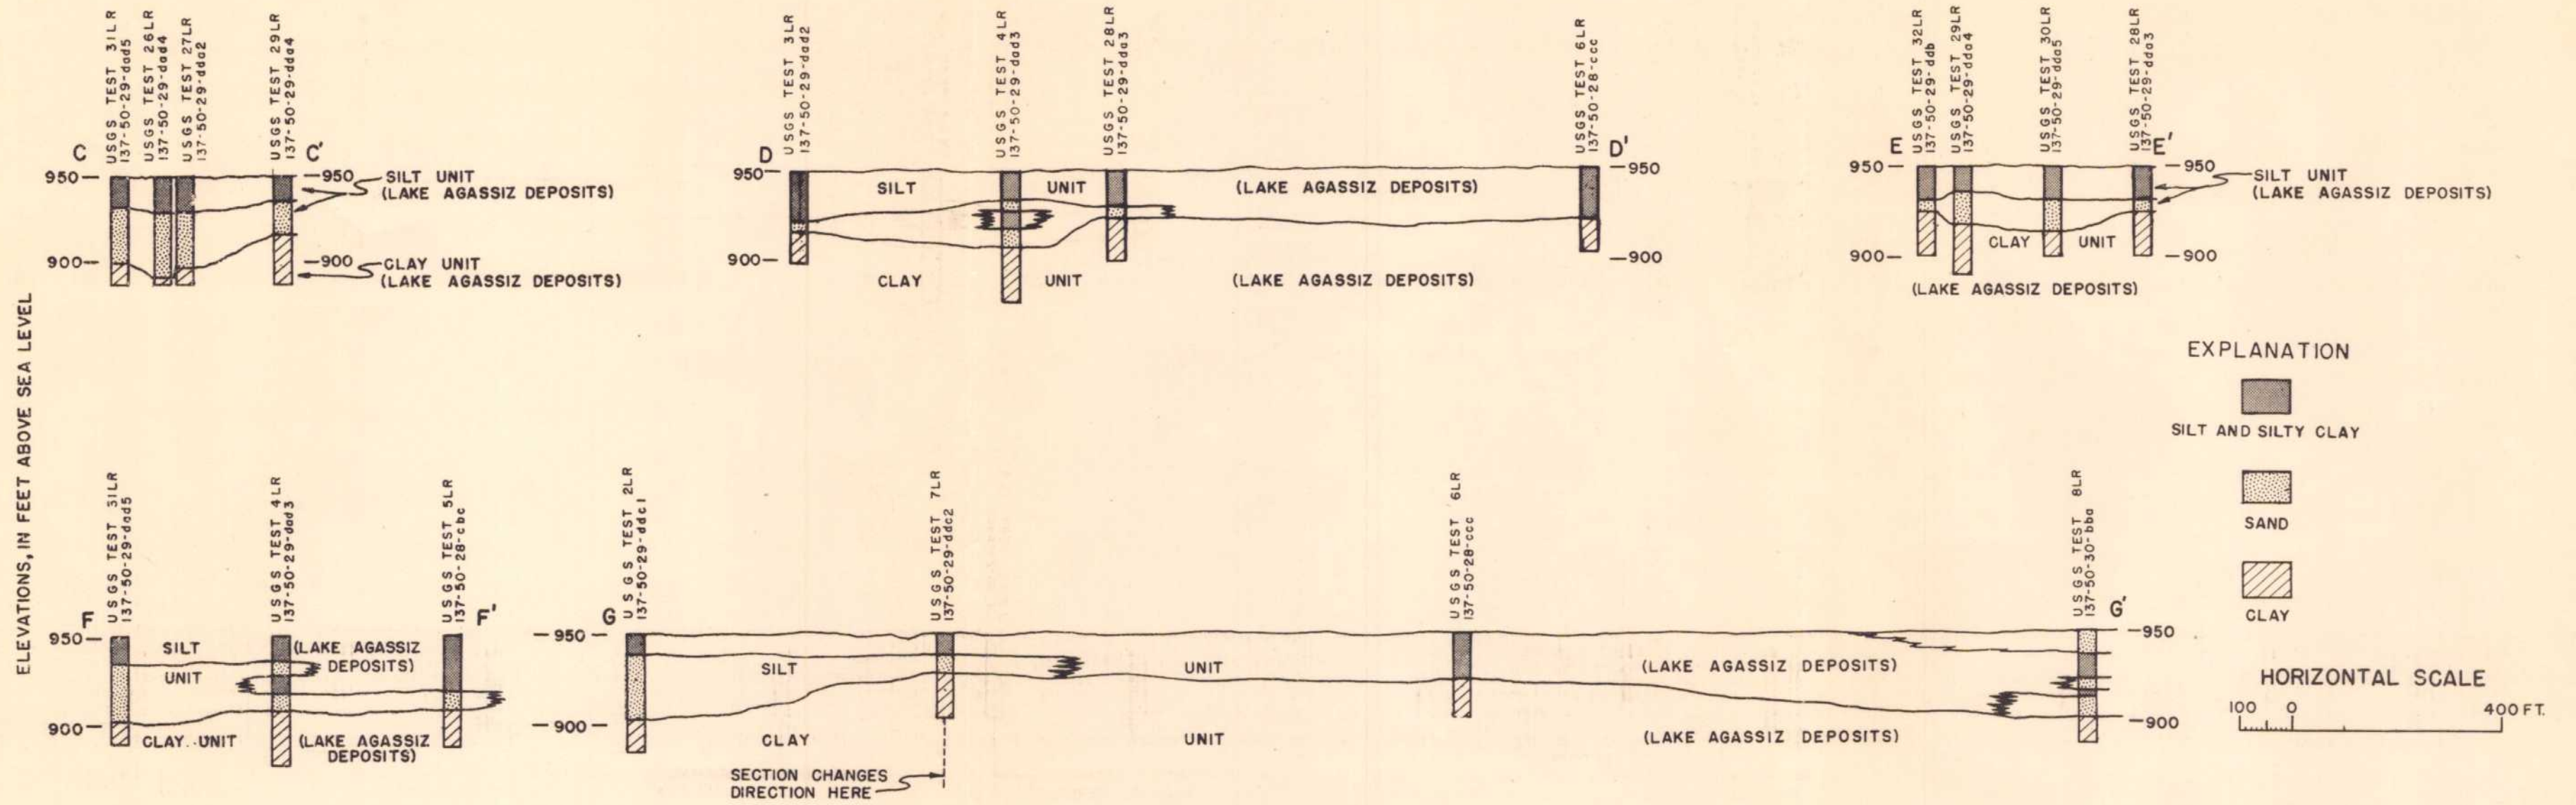 ELEVATIONS, IN FEET ABOVE SEA LEVEL
C
USGS TEST 31LR
137-50-29-dad5
USGS TEST 26LR
137-50-29-dad4
USGS TEST 27LR
137-50-29-dda2
USGS TEST 29LR
137-50-29-dda4
C'
950
950
SILT UNIT
(LAKE AGASSIZ DEPOSITS)
900
900
CLAY UNIT
(LAKE AGASSIZ DEPOSITS)
D
USGS TEST 3LR
137-50-29-dad2
USGS TEST 4LR
137-50-29-dad3
USGS TEST 28LR
137-50-29-dda3
USGS TEST 6LR
137-50-28-ccc
D'
950
950
SILT UNIT (LAKE AGASSIZ DEPOSITS)
900
900
CLAY UNIT (LAKE AGASSIZ DEPOSITS)
E
USGS TEST 32LR
137-50-29-ddb
USGS TEST 29LR
137-50-29-dda4
USGS TEST 30LR
137-50-29-dda5
USGS TEST 28LR
137-50-29-dda3
E'
950
950
SILT UNIT
(LAKE AGASSIZ DEPOSITS)
CLAY UNIT
900
900
(LAKE AGASSIZ DEPOSITS)
EXPLANATION
SILT AND SILTY CLAY
SAND
CLAY
HORIZONTAL SCALE
100 0 400 FT.
F
USGS TEST 31LR
137-50-29-dad5
USGS TEST 4LR
137-50-29-dad3
USGS TEST 5LR
137-50-28-cbc
F'
950
SILT
UNIT
(LAKE AGASSIZ
DEPOSITS)
900
CLAY UNIT
(LAKE AGASSIZ
DEPOSITS)
G
USGS TEST 2LR
137-50-29-ddc1
USGS TEST 7LR
137-50-29-ddc2
USGS TEST 6LR
137-50-28-ccc
USGS TEST 8LR
137-50-30-bba
G'
950
950
SILT UNIT (LAKE AGASSIZ DEPOSITS)
900
900
CLAY UNIT (LAKE AGASSIZ DEPOSITS)
SECTION CHANGES
DIRECTION HERE